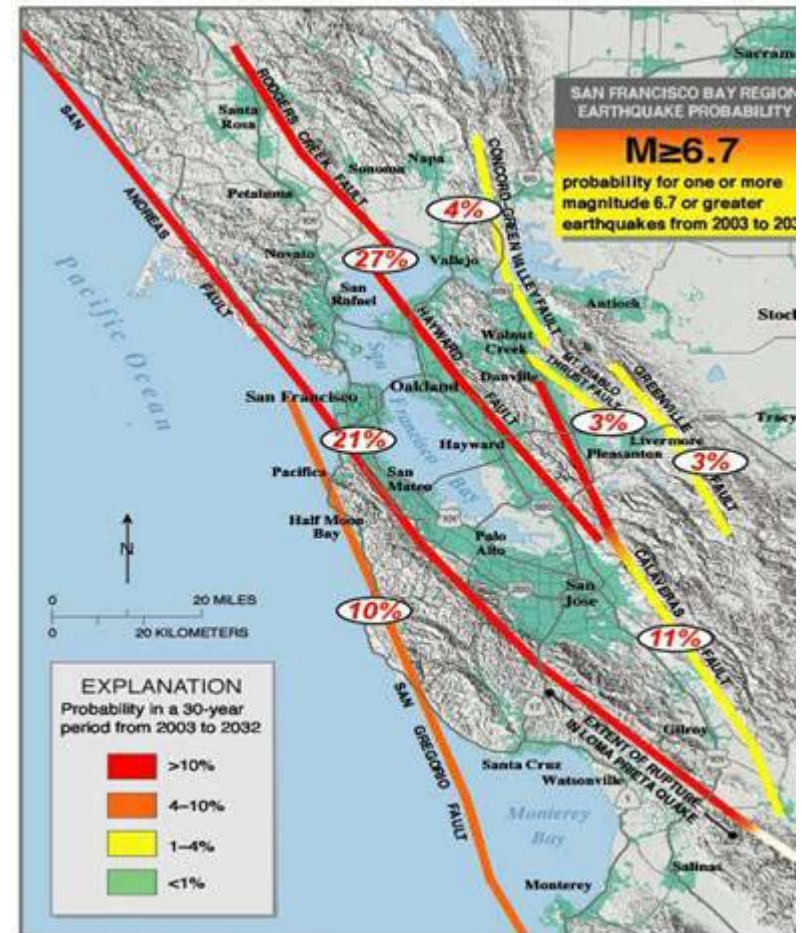 SAN FRANCISCO BAY REGION
EARTHQUAKE PROBABILITY
M≥6.7
probability for one or more
magnitude 6.7 or greater
earthquakes from 2003 to 203
SAN
ANDREAS
FAULT
RODGERS
CREEK FAULT
Santa
Rosa
Sonoma
Napa
Petaluma
Novato
San
Rafael
Vallejo
CONCORD-GREEN VALLEY FAULT
4%
27%
Antioch
Stock
Walnut
Creek
MT. DIABLO
THRUST FAULT
Danville
GREENVILLE
FAULT
HAYWARD
FAULT
Oakland
San Francisco
San
Francisco
Bay
21%
3%
Livermore
Tracy
Pleasanton
3%
Hayward
Pacifica
San
Mateo
Half Moon
Bay
Palo
Alto
San
Jose
CALAVERAS
FAULT
11%
10%
Pacific Ocean
N
0 20 MILES
0 20 KILOMETERS
SAN GREGORIO
FAULT
EXTENT OF RUPTURE
IN LOMA PRIETA QUAKE
Gilroy
Santa Cruz
Watsonville
Monterey
Bay
Salinas
Monterey
EXPLANATION
Probability in a 30-year
period from 2003 to 2032
>10%
4–10%
1–4%
<1%